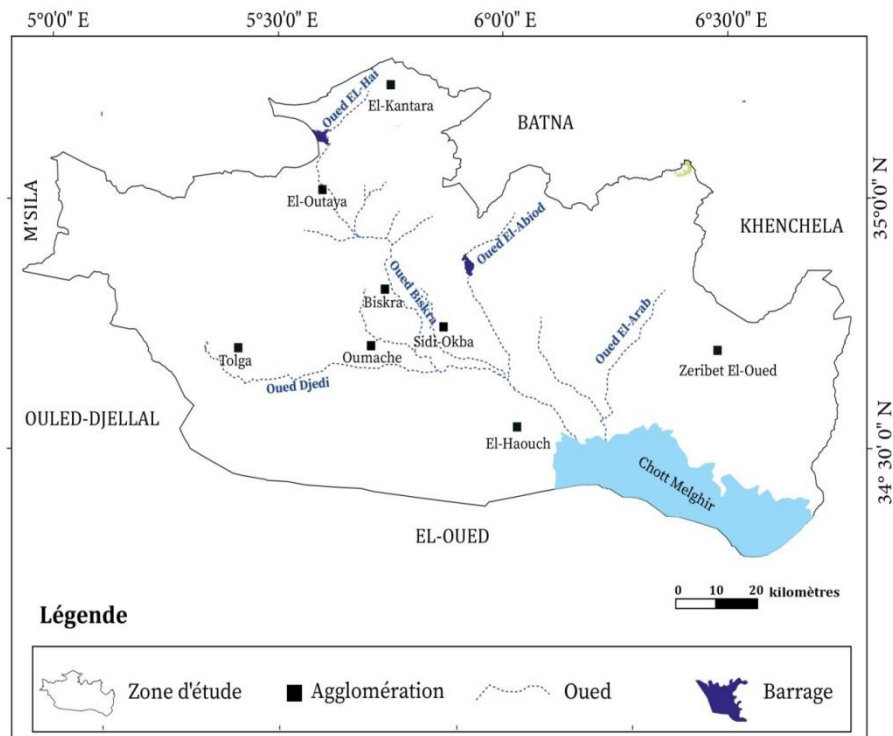 5°0'0" E
5°30'0" E
6°0'0" E
6°30'0" E
Oued EL-Hai
El-Kantara
BATNA
M'SILA
35°0'0" N
El-Outaya
KHENCHELA
Oued El-Abiod
Oued Biskra
Biskra
Oued El-Arab
Sidi-Okba
Tolga
Oumache
Zeribet El-Oued
Oued Djedi
OULED-DJELLAL
El-Haouch
34° 30' 0" N
Chott Melghir
EL-OUED
0 10 20 kilomètres
Légende
Zone d'étude
Agglomération
Oued
Barrage